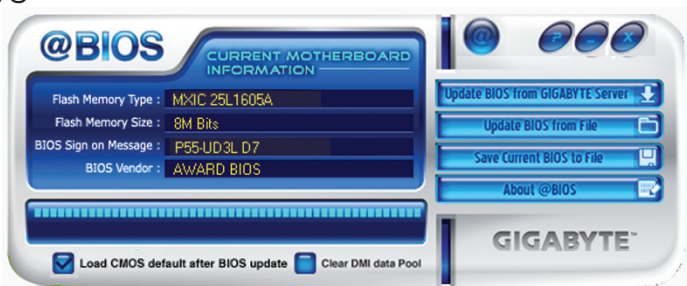 @BIOS
CURRENT MOTHERBOARD
INFORMATION
Flash Memory Type : MXIC 25L1605A
Flash Memory Size : 8M Bits
BIOS Sign on Message : P55-UD3L D7
BIOS Vendor : AWARD BIOS
Load CMOS default after BIOS update
Clear DMI data Pool
@
? – X
Update BIOS from GIGABYTE Server
Update BIOS from File
Save Current BIOS to File
About @BIOS
GIGABYTE™